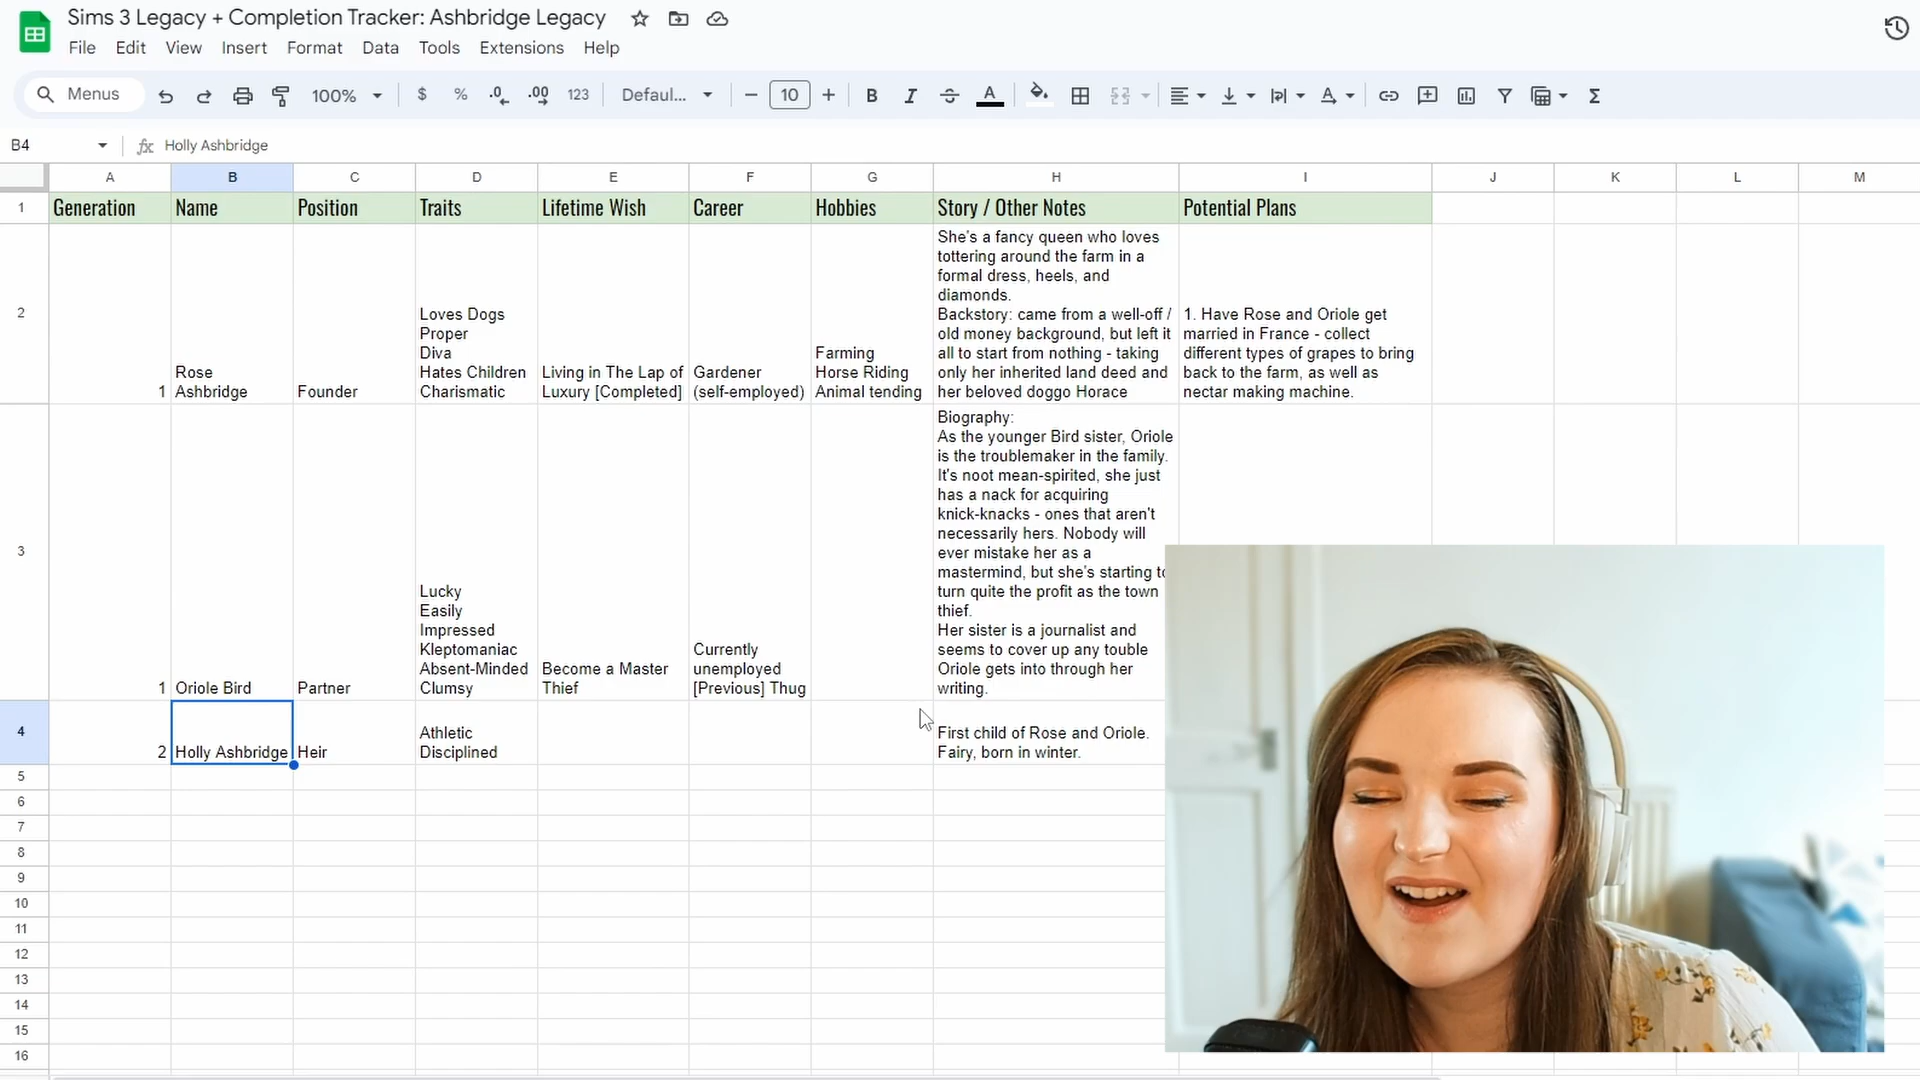 Sims 3 Legacy + Completion Tracker: Ashbridge Legacy
File Edit View Insert Format Data Tools Extensions Help
Menus 100% $ % .0 .00 123 Defaul... 10 B I A Σ
B4 fx Holly Ashbridge
A B C D E F G H I J K L M
1 Generation Name Position Traits Lifetime Wish Career Hobbies Story / Other Notes Potential Plans
2
1
Rose
Ashbridge
Founder
Loves Dogs
Proper
Diva
Hates Children
Charismatic
Living in The Lap of
Luxury [Completed]
Gardener
(self-employed)
Farming
Horse Riding
Animal tending
She's a fancy queen who loves
tottering around the farm in a
formal dress, heels, and
diamonds.
Backstory: came from a well-off /
old money background, but left it
all to start from nothing - taking
only her inherited land deed and
her beloved doggo Horace
1. Have Rose and Oriole get
married in France - collect
different types of grapes to bring
back to the farm, as well as
nectar making machine.
3
1
Oriole Bird
Partner
Lucky
Easily
Impressed
Kleptomaniac
Absent-Minded
Clumsy
Become a Master
Thief
Currently
unemployed
[Previous] Thug
Biography:
As the younger Bird sister, Oriole
is the troublemaker in the family.
It's noot mean-spirited, she just
has a nack for acquiring
knick-knacks - ones that aren't
necessarily hers. Nobody will
ever mistake her as a
mastermind, but she's starting to
turn quite the profit as the town
thief.
Her sister is a journalist and
seems to cover up any touble
Oriole gets into through her
writing.
4
2
Holly Ashbridge
Heir
Athletic
Disciplined
First child of Rose and Oriole.
Fairy, born in winter.
5
6
7
8
9
10
11
12
13
14
15
16